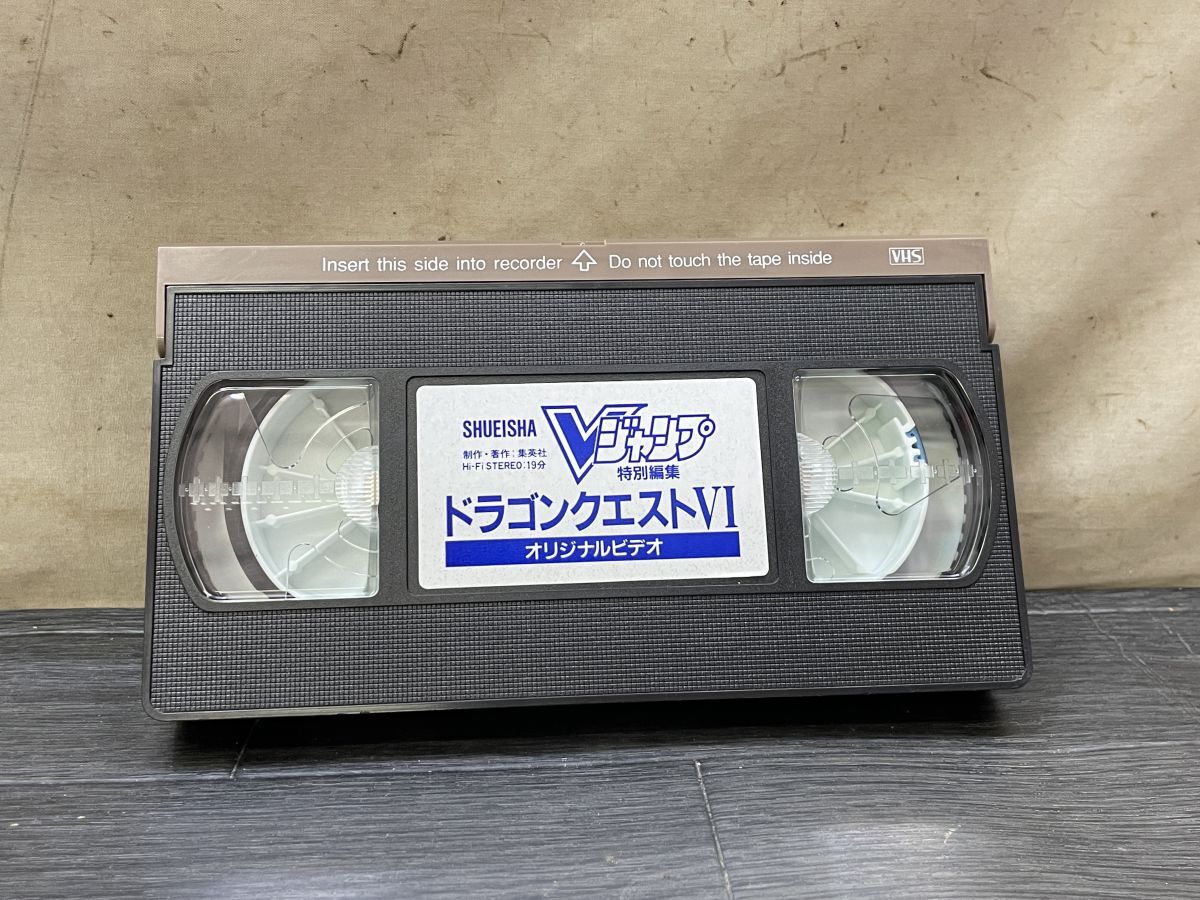 Insert this side into recorder ⇧ Do not touch the tape inside VHS
SHUEISHA
Vジャンプ
制作・著作:集英社
Hi-Fi STEREO:19分
特別編集
ドラゴンクエストVI
オリジナルビデオ